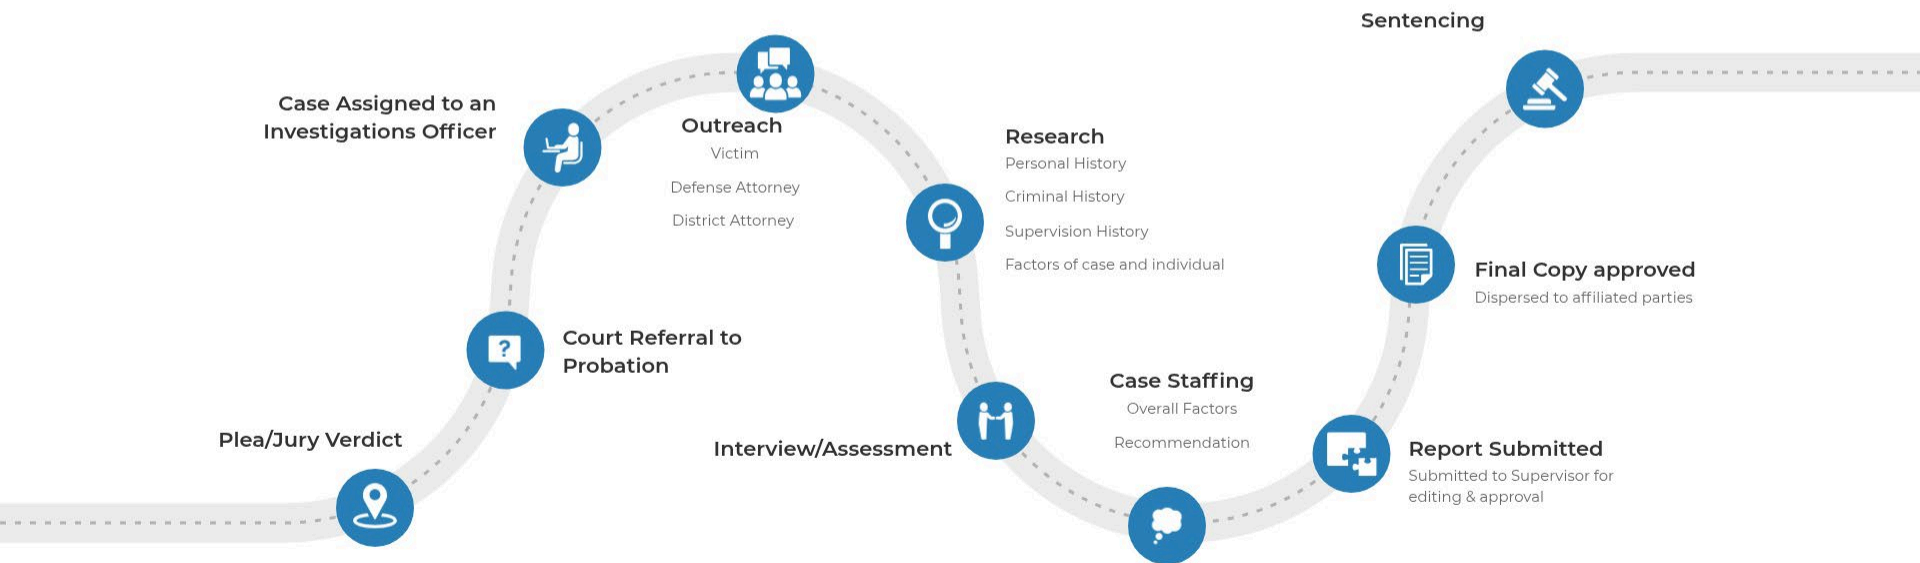 Plea/Jury Verdict
Court Referral to
Probation
Case Assigned to an
Investigations Officer
Outreach
Victim
Defense Attorney
District Attorney
Research
Personal History
Criminal History
Supervision History
Factors of case and individual
Interview/Assessment
Case Staffing
Overall Factors
Recommendation
Report Submitted
Submitted to Supervisor for
editing & approval
Final Copy approved
Dispersed to affiliated parties
Sentencing
?